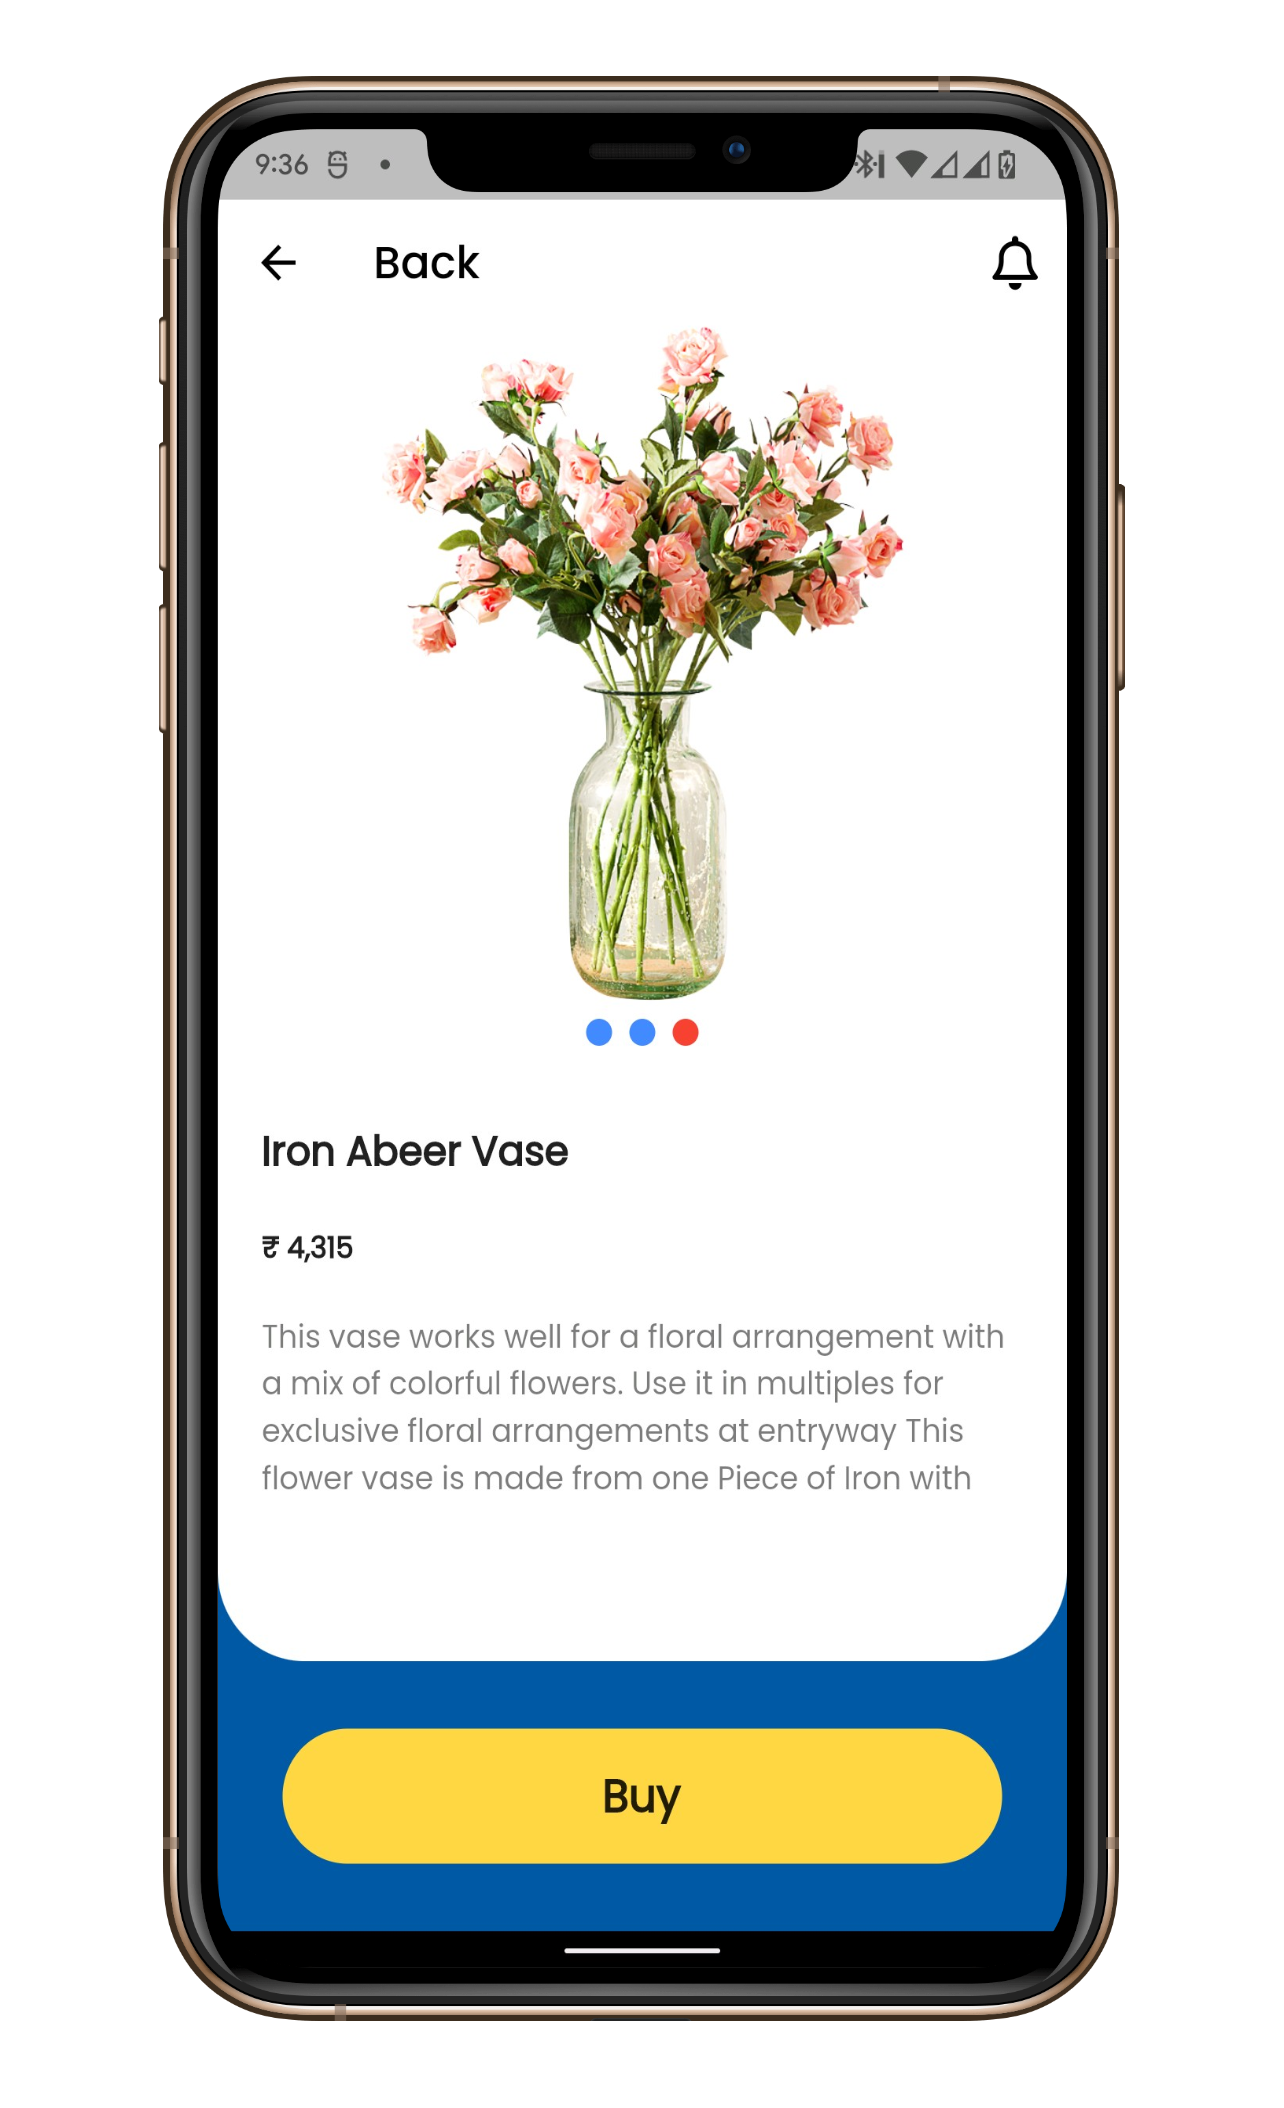 9:36
Back
Iron Abeer Vase
₹ 4,315
This vase works well for a floral arrangement with
a mix of colorful flowers. Use it in multiples for
exclusive floral arrangements at entryway This
flower vase is made from one Piece of Iron with
Buy